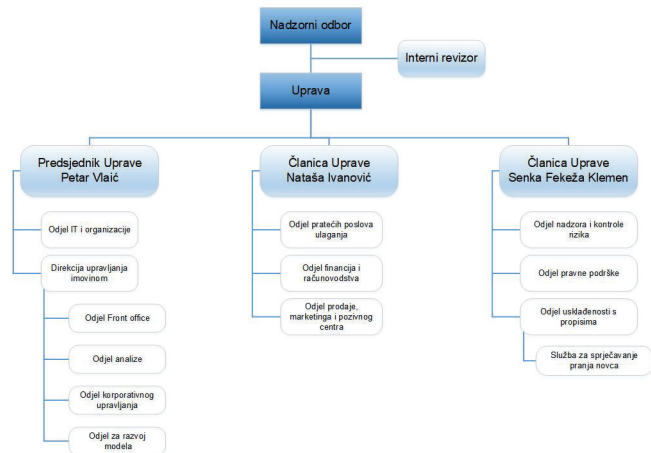 Nadzorni odbor
Interni revizor
Uprava
Predsjednik Uprave
Petar Vlaić
Odjel IT i organizacije
Direkcija upravljanja
imovinom
Odjel Front office
Odjel analize
Odjel korporativnog
upravljanja
Odjel za razvoj
modela
Članica Uprave
Nataša Ivanović
Odjel pratećih poslova
ulaganja
Odjel financija i
računovodstva
Odjel prodaje,
marketinga i pozivnog
centra
Članica Uprave
Senka Fekeža Klemen
Odjel nadzora i kontrole
rizika
Odjel pravne podrške
Odjel usklađenosti s
propisima
Služba za sprječavanje
pranja novca